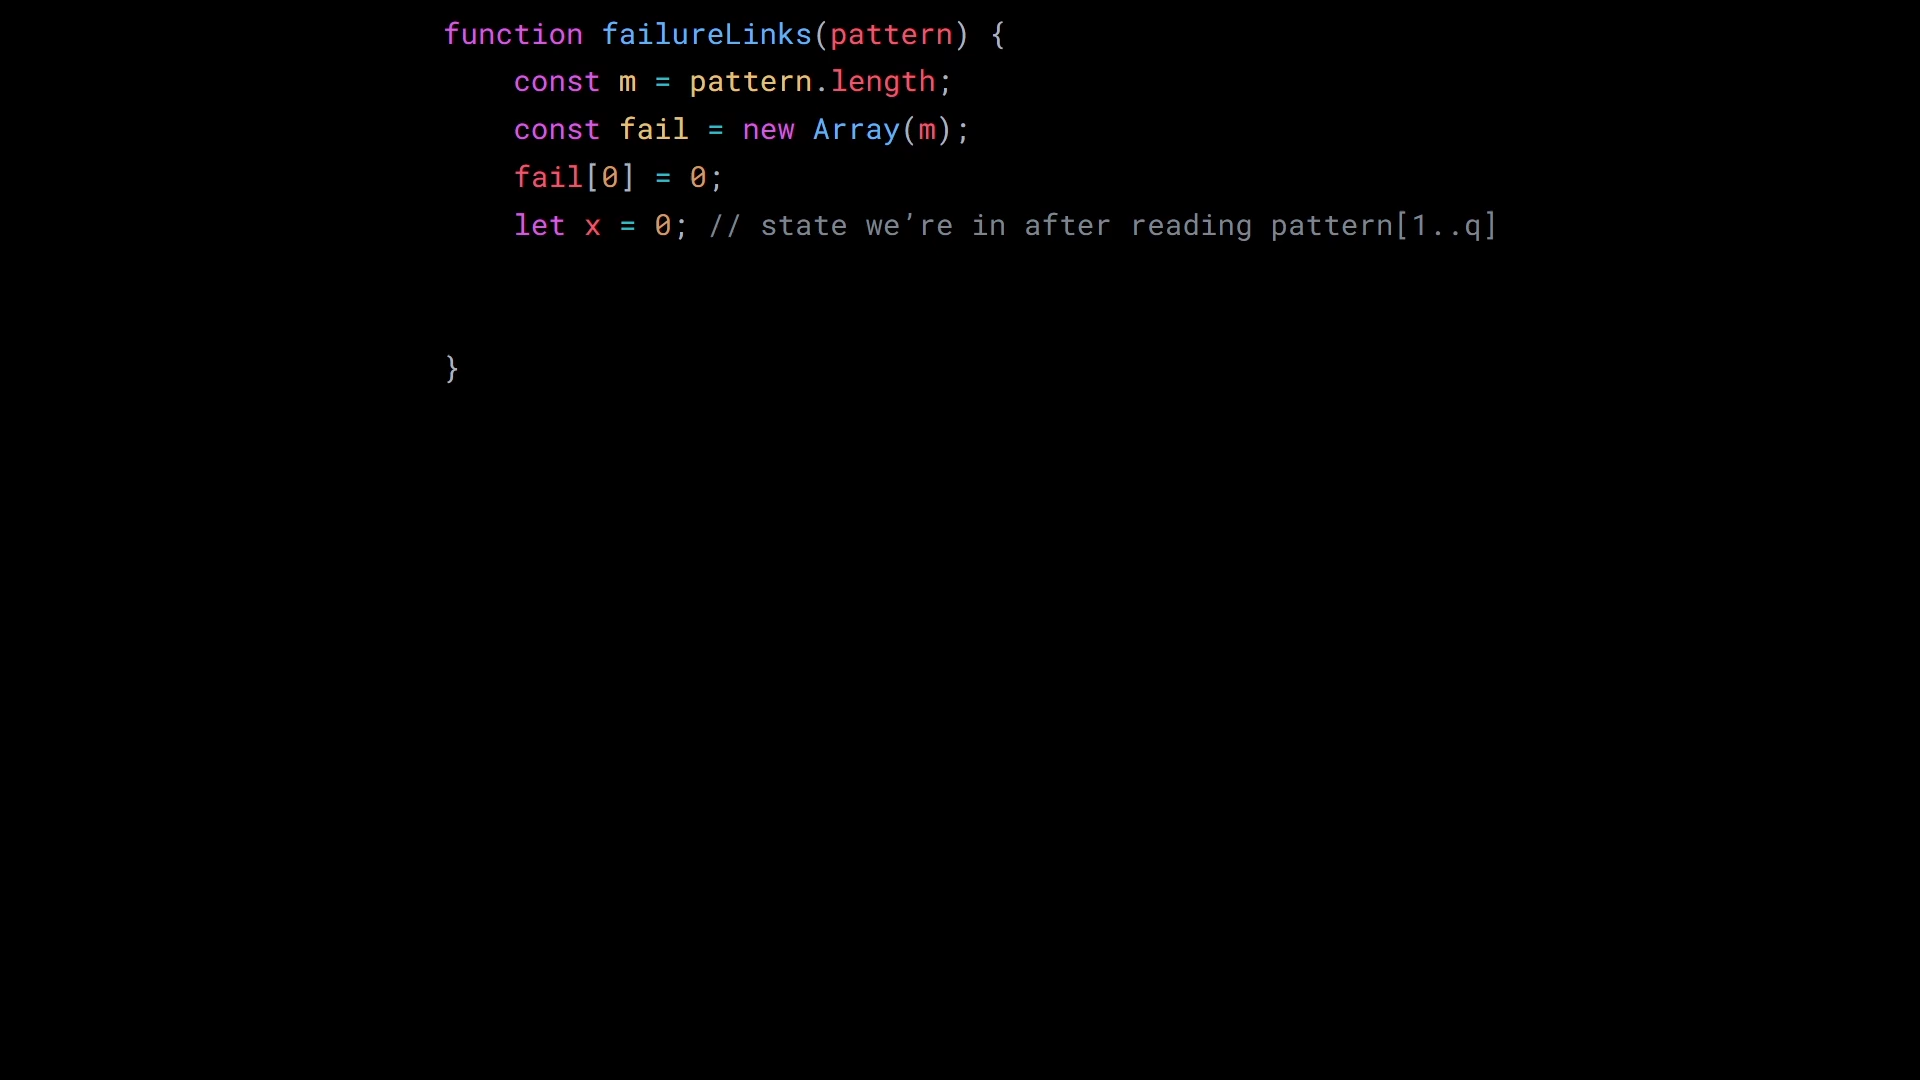 function failureLinks(pattern) {
    const m = pattern.length;
    const fail = new Array(m);
    fail[0] = 0;
    let x = 0; // state we’re in after reading pattern[1..q]
}